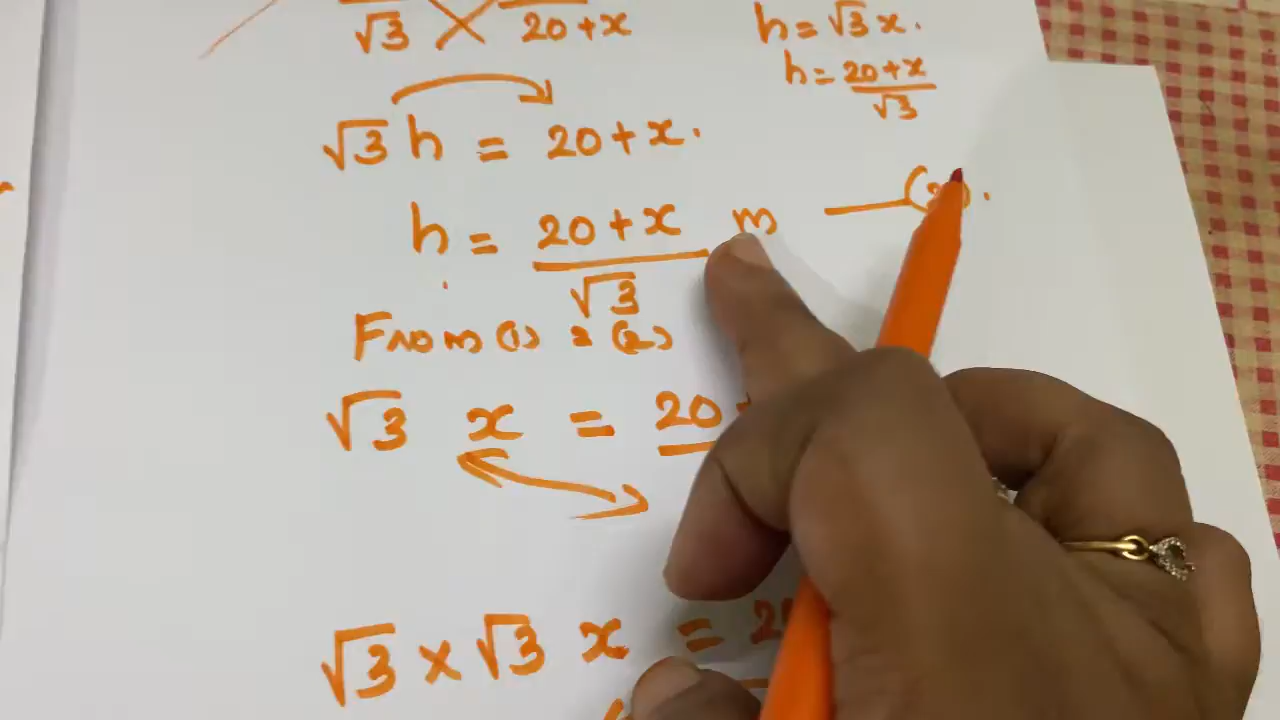 √3 20+x
h=√3 x.
h= 20+x
√3
√3 h = 20+x.
h = 20+x m
√3
From (1) = (2)
√3 x = 20
√3 × √3 x =